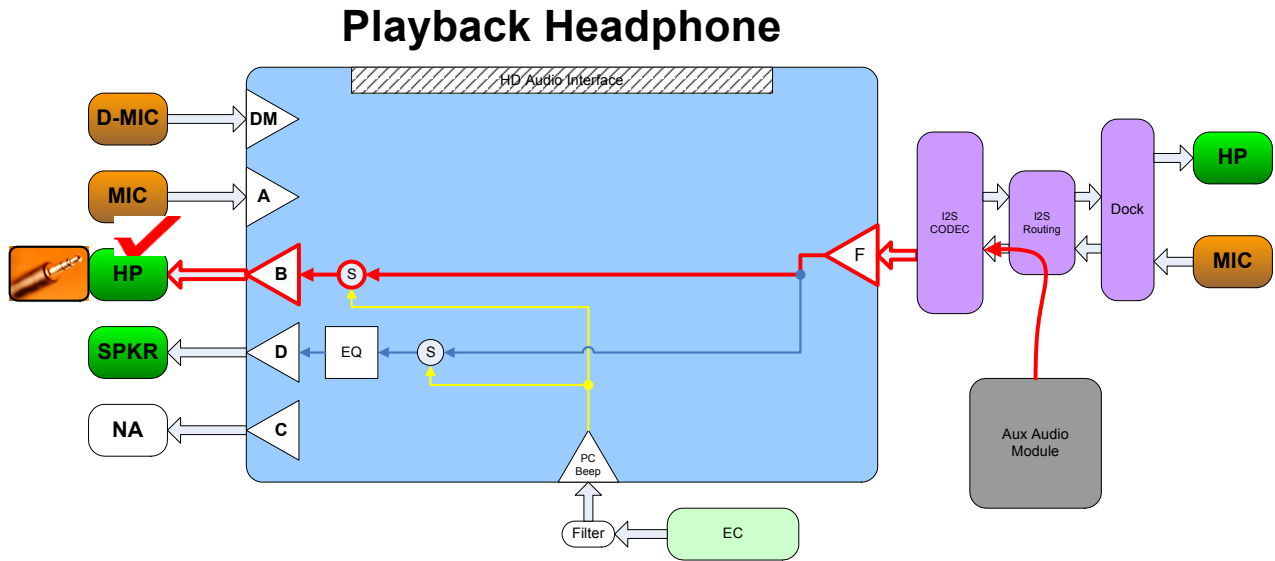 Playback Headphone
HD Audio Interface
D-MIC
DM
MIC
A
HP
B
S
F
I2S
CODEC
I2S
Routing
Dock
HP
MIC
SPKR
D
EQ
S
NA
C
PC
Beep
Aux Audio
Module
Filter
EC